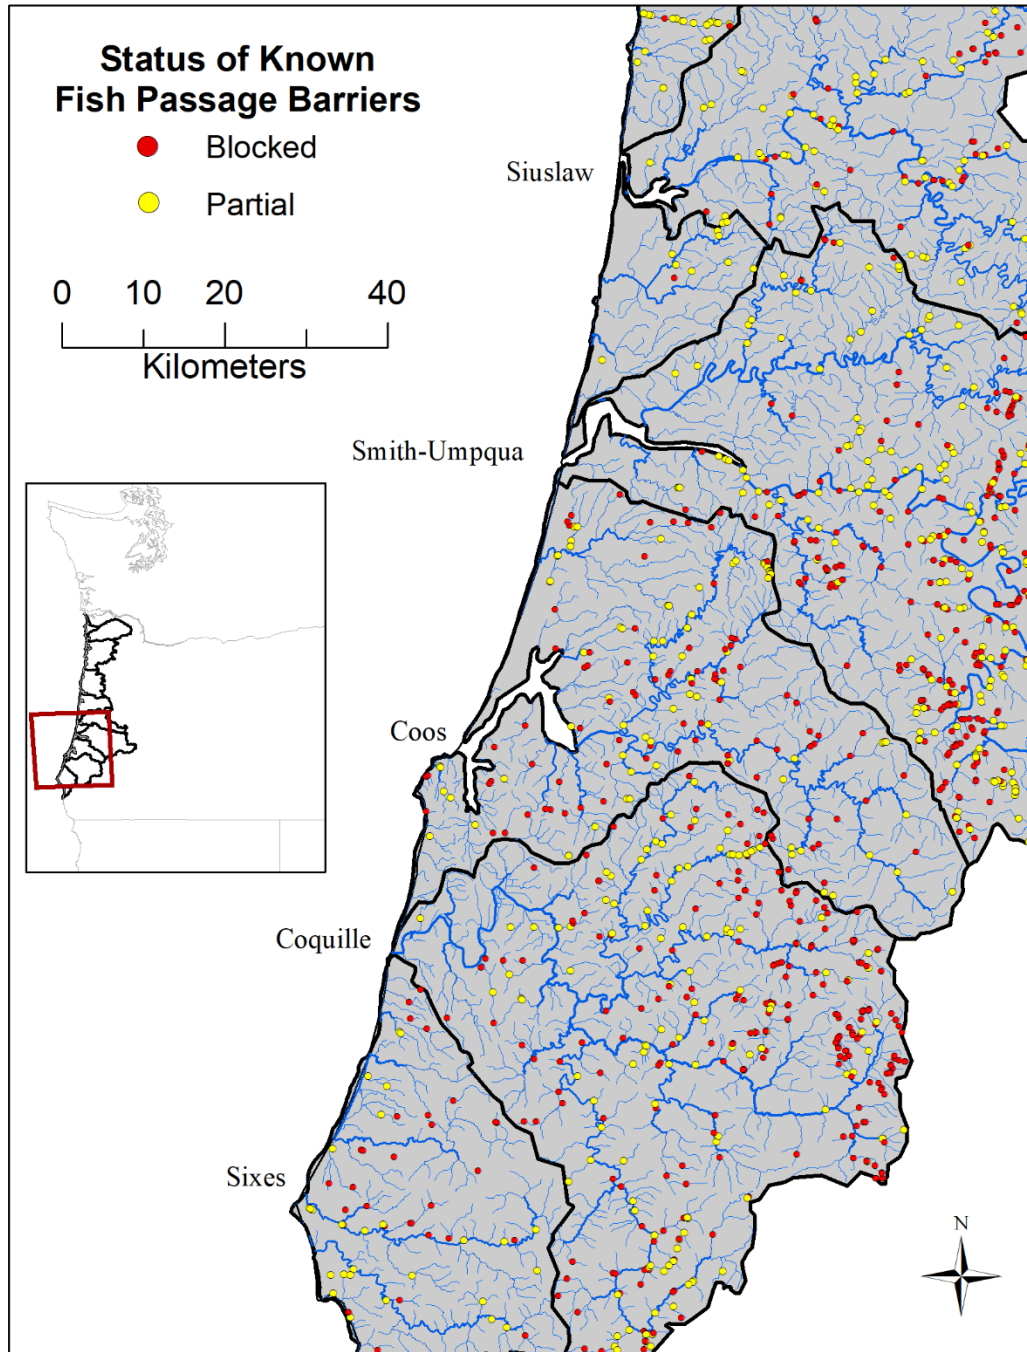 Status of Known
Fish Passage Barriers
Blocked
Partial
0 10 20 40
Kilometers
Siuslaw
Smith-Umpqua
Coos
Coquille
Sixes
N